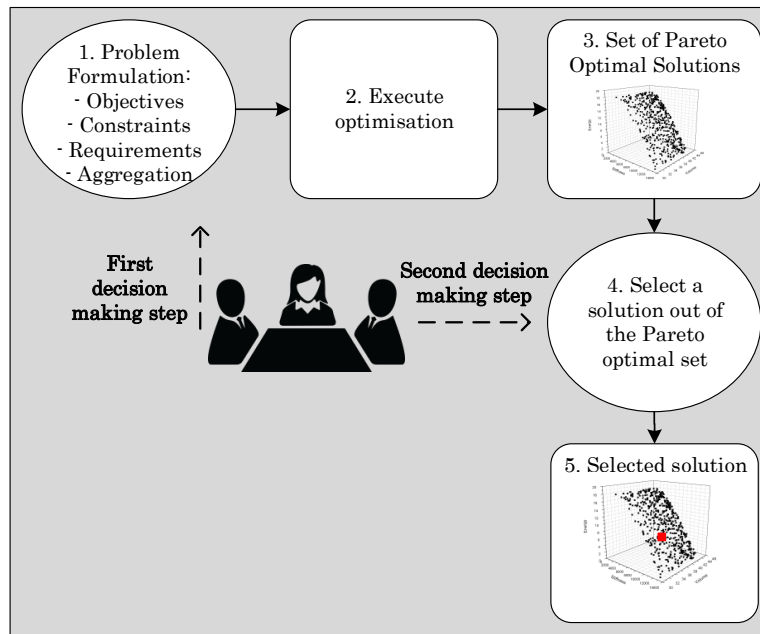 1. Problem
Formulation:
- Objectives
- Constraints
- Requirements
- Aggregation
2. Execute
optimisation
3. Set of Pareto
Optimal Solutions
First
decision
making step
Second decision
making step
4. Select a
solution out of
the Pareto
optimal set
5. Selected solution